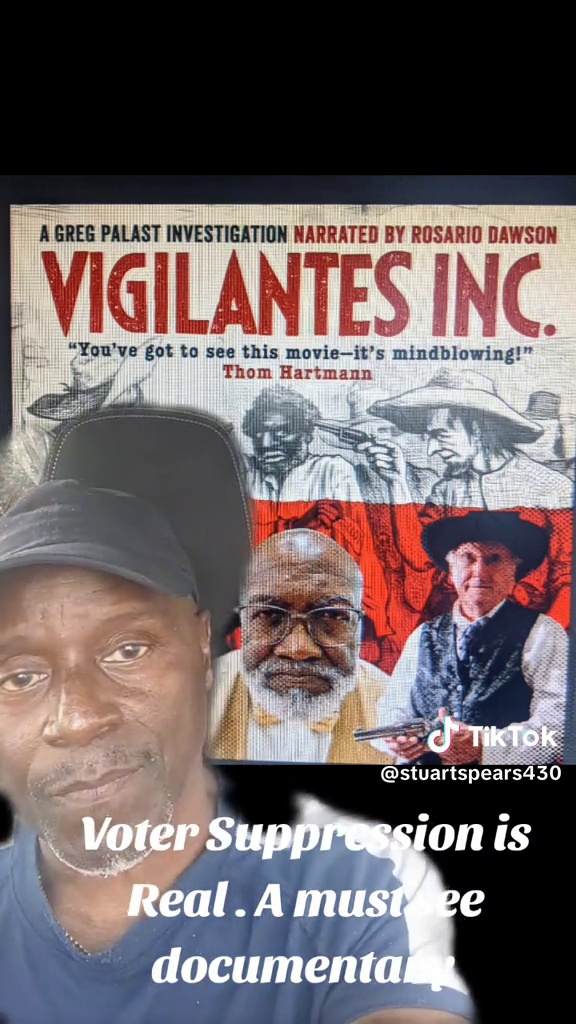 A GREG PALAST INVESTIGATION NARRATED BY ROSARIO DAWSON
VIGILANTES INC.
“You’ve got to see this movie—it’s mindblowing!”
Thom Hartmann
TikTok
@stuartspears430
Voter Suppression is
Real . A must see
documentary